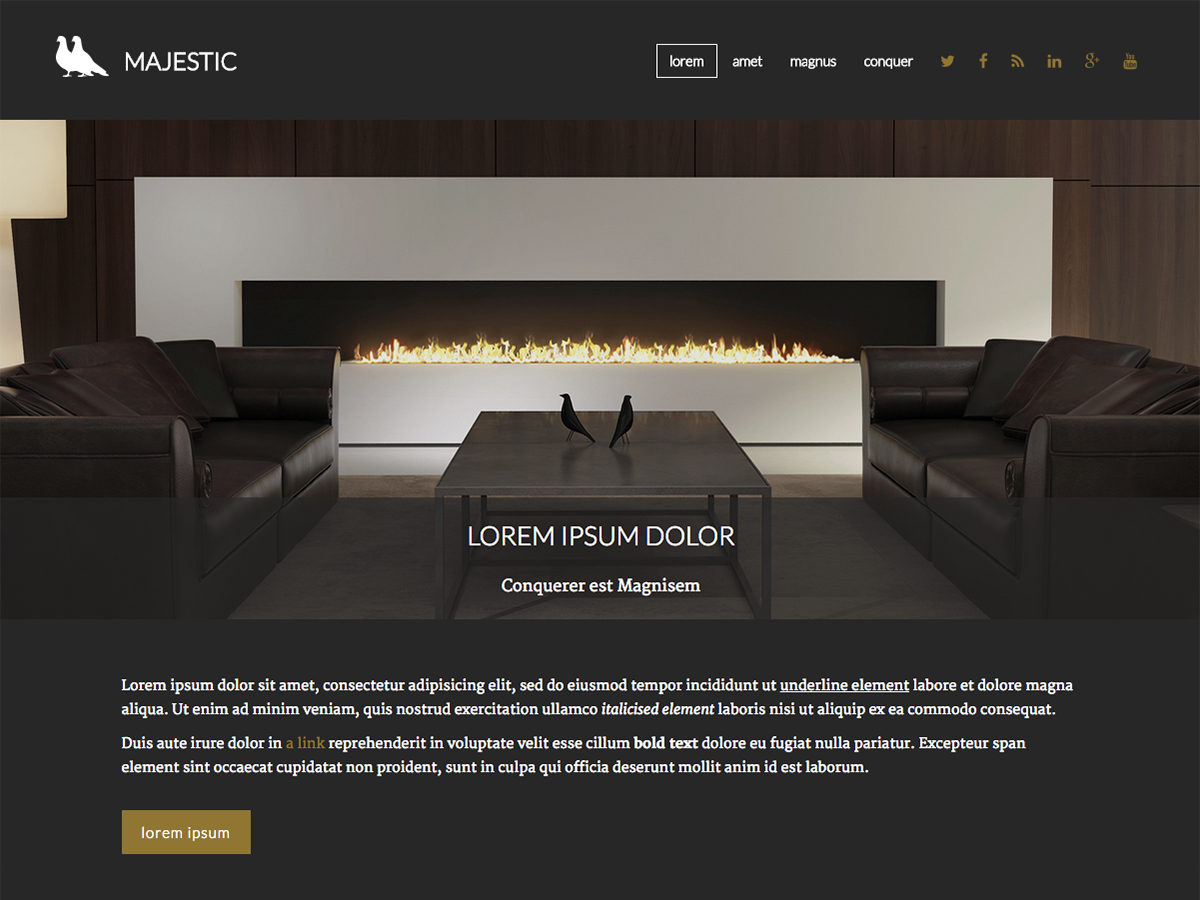 MAJESTIC
lorem amet magnus conquer
LOREM IPSUM DOLOR
Conquerer est Magnisem
Lorem ipsum dolor sit amet, consectetur adipisicing elit, sed do eiusmod tempor incididunt ut underline element labore et dolore magna
aliqua. Ut enim ad minim veniam, quis nostrud exercitation ullamco italicised element laboris nisi ut aliquip ex ea commodo consequat.
Duis aute irure dolor in a link reprehenderit in voluptate velit esse cillum bold text dolore eu fugiat nulla pariatur. Excepteur span
element sint occaecat cupidatat non proident, sunt in culpa qui officia deserunt mollit anim id est laborum.
lorem ipsum